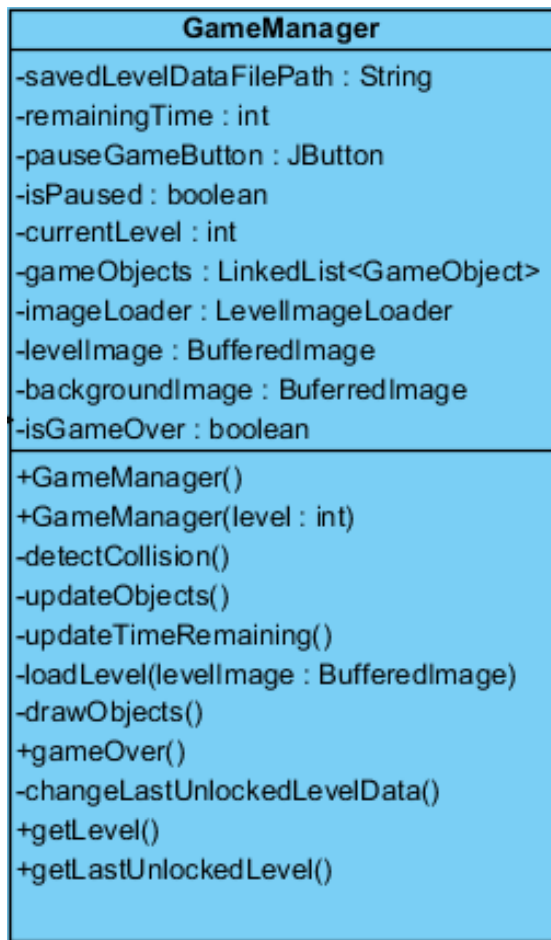 GameManager
-savedLevelDataFilePath : String
-remainingTime : int
-pauseGameButton : JButton
-isPaused : boolean
-currentLevel : int
-gameObjects : LinkedList<GameObject>
-imageLoader : LevelImageLoader
-levelImage : BufferedImage
-backgroundImage : BuferredImage
-isGameOver : boolean
+GameManager()
+GameManager(level : int)
-detectCollision()
-updateObjects()
-updateTimeRemaining()
-loadLevel(levelImage : BufferedImage)
-drawObjects()
+gameOver()
-changeLastUnlockedLevelData()
+getLevel()
+getLastUnlockedLevel()